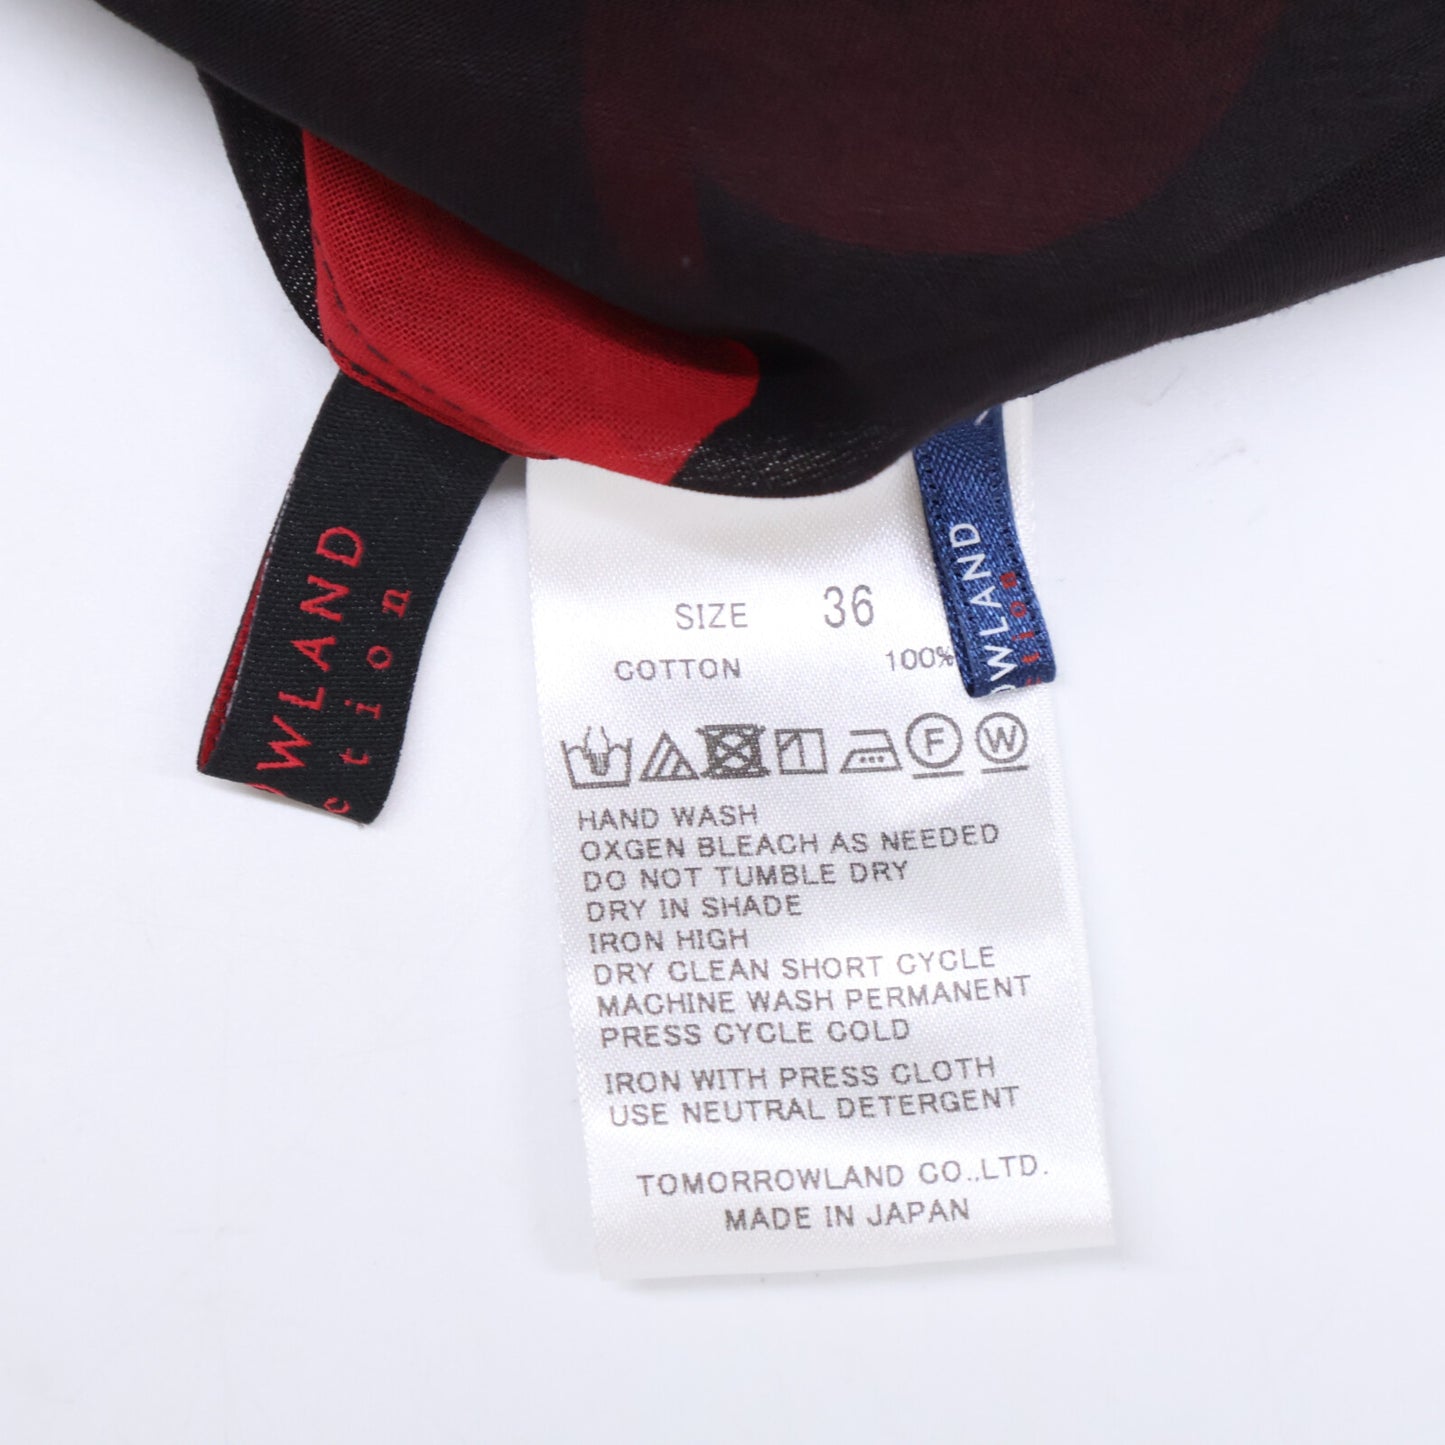 WLAND
ction
SIZE 36
COTTON 100%
OWLAND
F W
HAND WASH
OXGEN BLEACH AS NEEDED
DO NOT TUMBLE DRY
DRY IN SHADE
IRON HIGH
DRY CLEAN SHORT CYCLE
MACHINE WASH PERMANENT
PRESS CYCLE COLD
IRON WITH PRESS CLOTH
USE NEUTRAL DETERGENT
TOMORROWLAND CO.,LTD.
MADE IN JAPAN